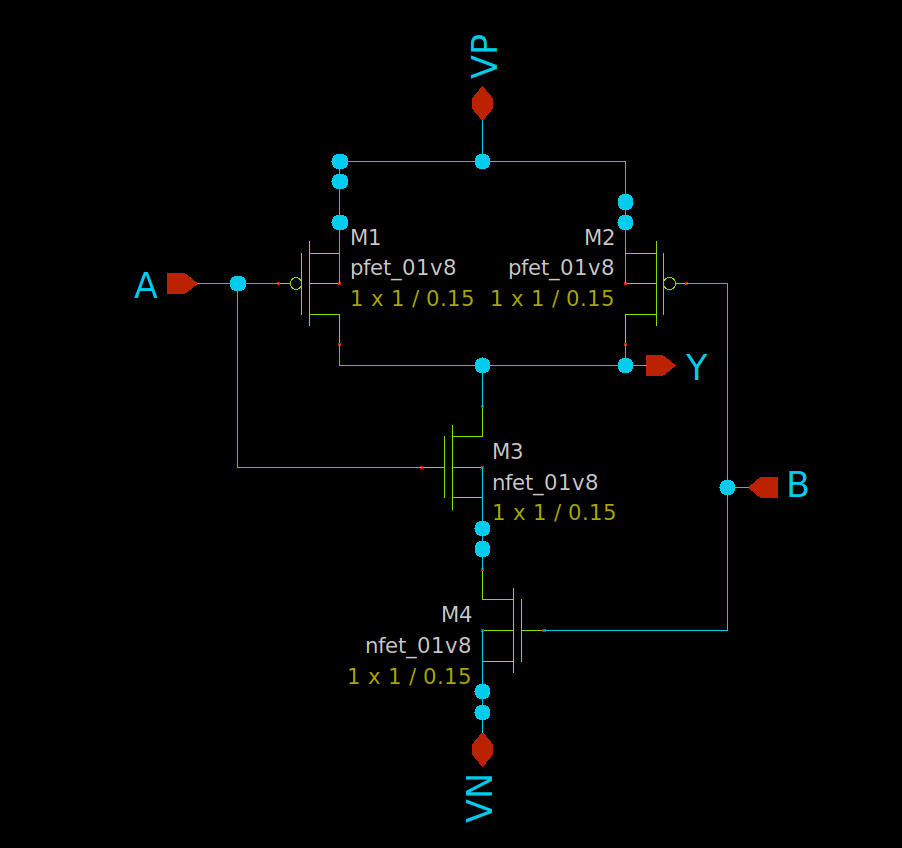 VP
M1
pfet_01v8
1 x 1 / 0.15
M2
pfet_01v8
1 x 1 / 0.15
A
Y
M3
nfet_01v8
1 x 1 / 0.15
B
M4
nfet_01v8
1 x 1 / 0.15
VN